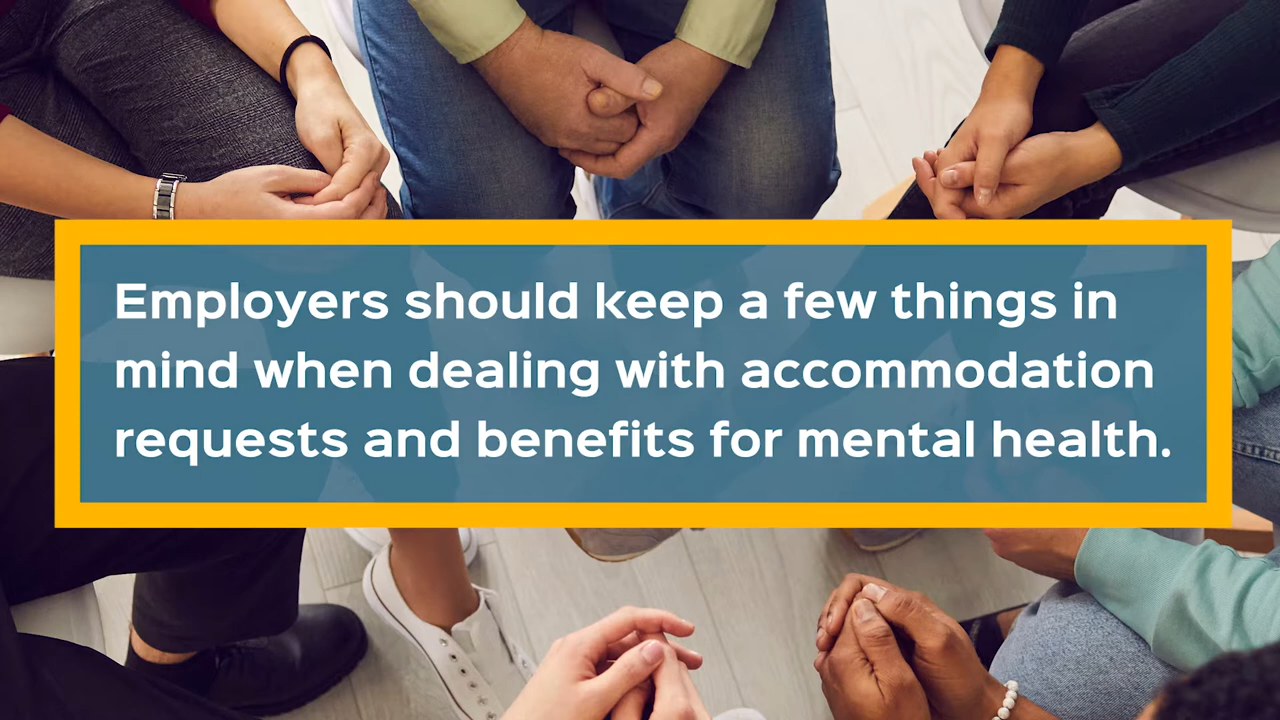 Employers should keep a few things in
mind when dealing with accommodation
requests and benefits for mental health.